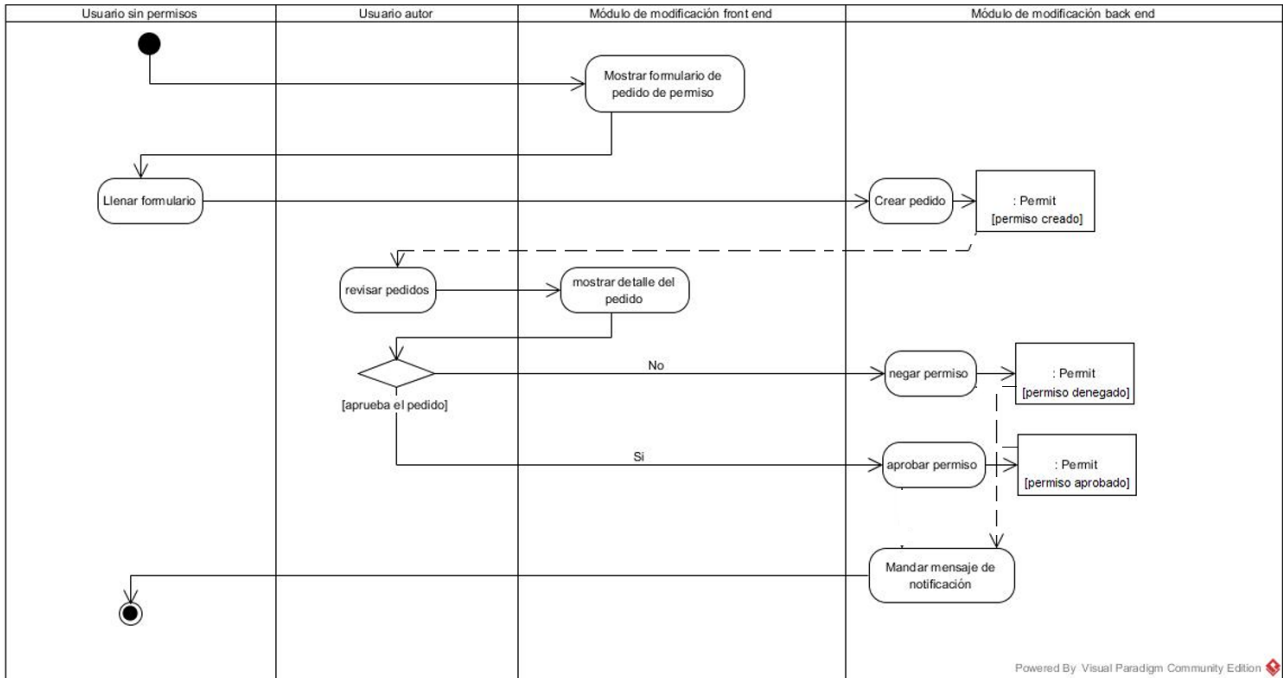 Usuario sin permisos
Usuario autor
Módulo de modificación front end
Módulo de modificación back end
Mostrar formulario de
pedido de permiso
Llenar formulario
Crear pedido
: Permit
[permiso creado]
revisar pedidos
mostrar detalle del
pedido
No
negar permiso
: Permit
[permiso denegado]
[aprueba el pedido]
Si
aprobar permiso
: Permit
[permiso aprobado]
Mandar mensaje de
notificación
Powered By Visual Paradigm Community Edition